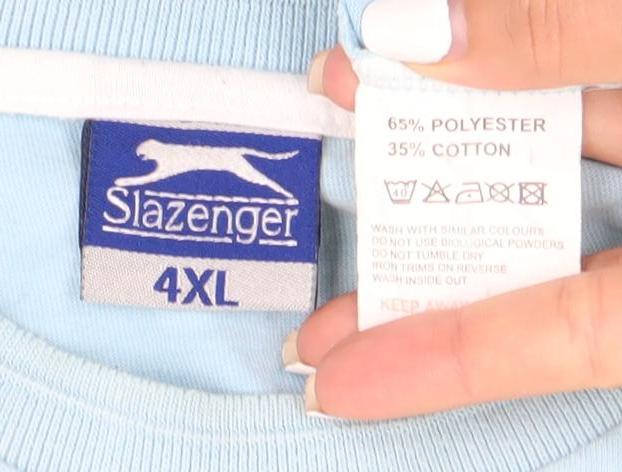 Slazenger
4XL
65% POLYESTER
35% COTTON
40
WASH WITH SIMILAR COLOURS
DO NOT USE BIOLOGICAL POWDERS
DO NOT TUMBLE DRY
IRON TRIMS ON REVERSE
WASH INSIDE OUT
KEEP